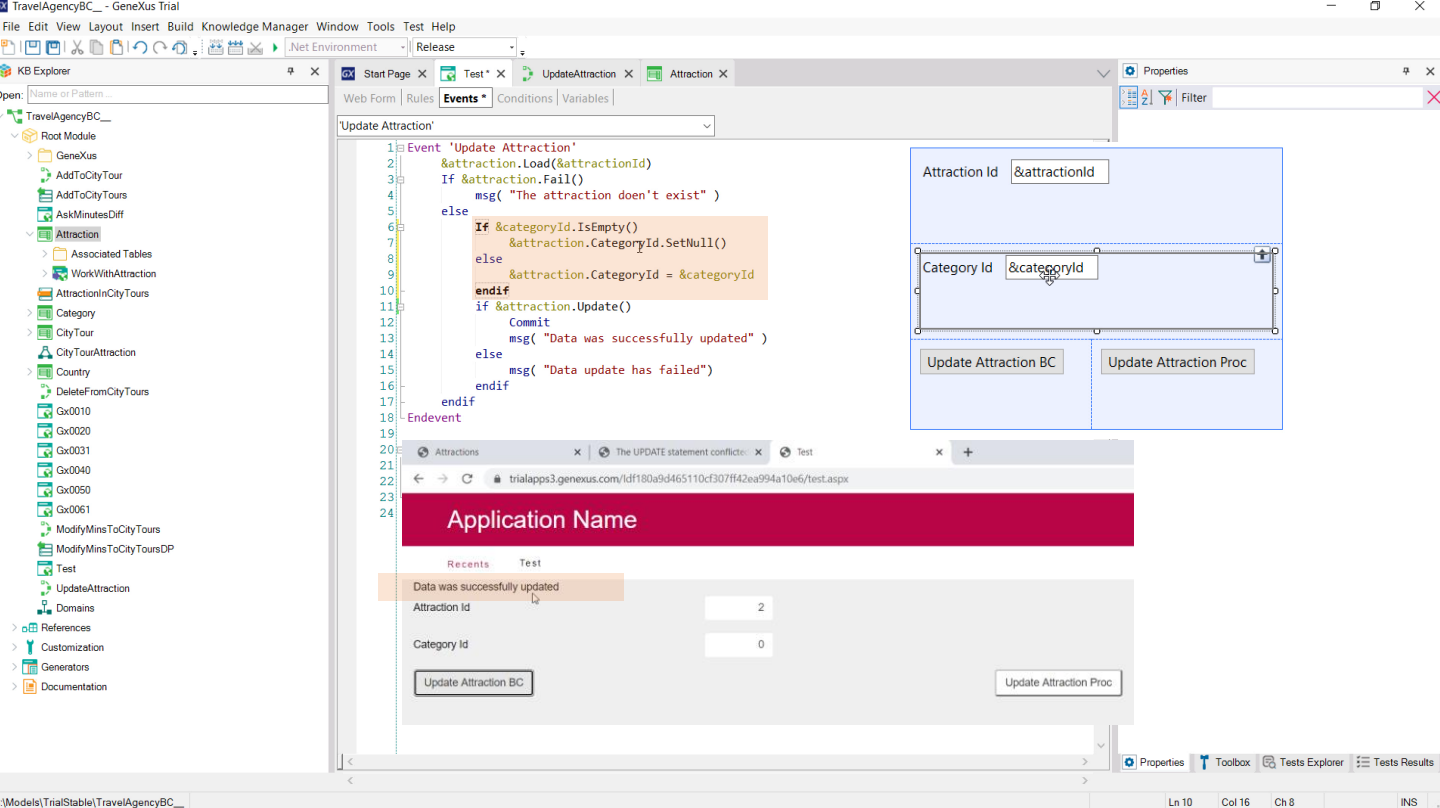 TravelAgencyBC__ - GeneXus Trial
File Edit View Layout Insert Build Knowledge Manager Window Tools Test Help
.Net Environment Release
KB Explorer
Open: Name or Pattern ...
TravelAgencyBC__
Root Module
GeneXus
AddToCityTour
AddToCityTours
AskMinutesDiff
Attraction
Associated Tables
WorkWithAttraction
AttractionInCityTours
Category
CityTour
CityTourAttraction
Country
DeleteFromCityTours
Gx0010
Gx0020
Gx0031
Gx0040
Gx0050
Gx0061
ModifyMinsToCityTours
ModifyMinsToCityToursDP
Test
UpdateAttraction
Domains
References
Customization
Generators
Documentation
GX Start Page Test * UpdateAttraction Attraction
Web Form Rules Events * Conditions Variables
'Update Attraction'
1 Event 'Update Attraction'
2 &attraction.Load(&attractionId)
3 If &attraction.Fail()
4 msg( "The attraction doen't exist" )
5 else
6 If &categoryId.IsEmpty()
7 &attraction.CategoryId.SetNull()
8 else
9 &attraction.CategoryId = &categoryId
10 endif
11 if &attraction.Update()
12 Commit
13 msg( "Data was successfully updated" )
14 else
15 msg( "Data update has failed")
16 endif
17 endif
18 Endevent
19
20
21
22
23
24
Attraction Id &attractionId
Category Id &categoryId
Update Attraction BC Update Attraction Proc
Attractions The UPDATE statement conflicte Test
trialapps3.genexus.com/Idf180a9d465110cf307ff42ea994a10e6/test.aspx
Application Name
Recents Test
Data was successfully updated
Attraction Id 2
Category Id 0
Update Attraction BC Update Attraction Proc
Properties
Filter
Properties Toolbox Tests Explorer Tests Results
:\Models\TrialStable\TravelAgencyBC__ Ln 10 Col 16 Ch 8 INS